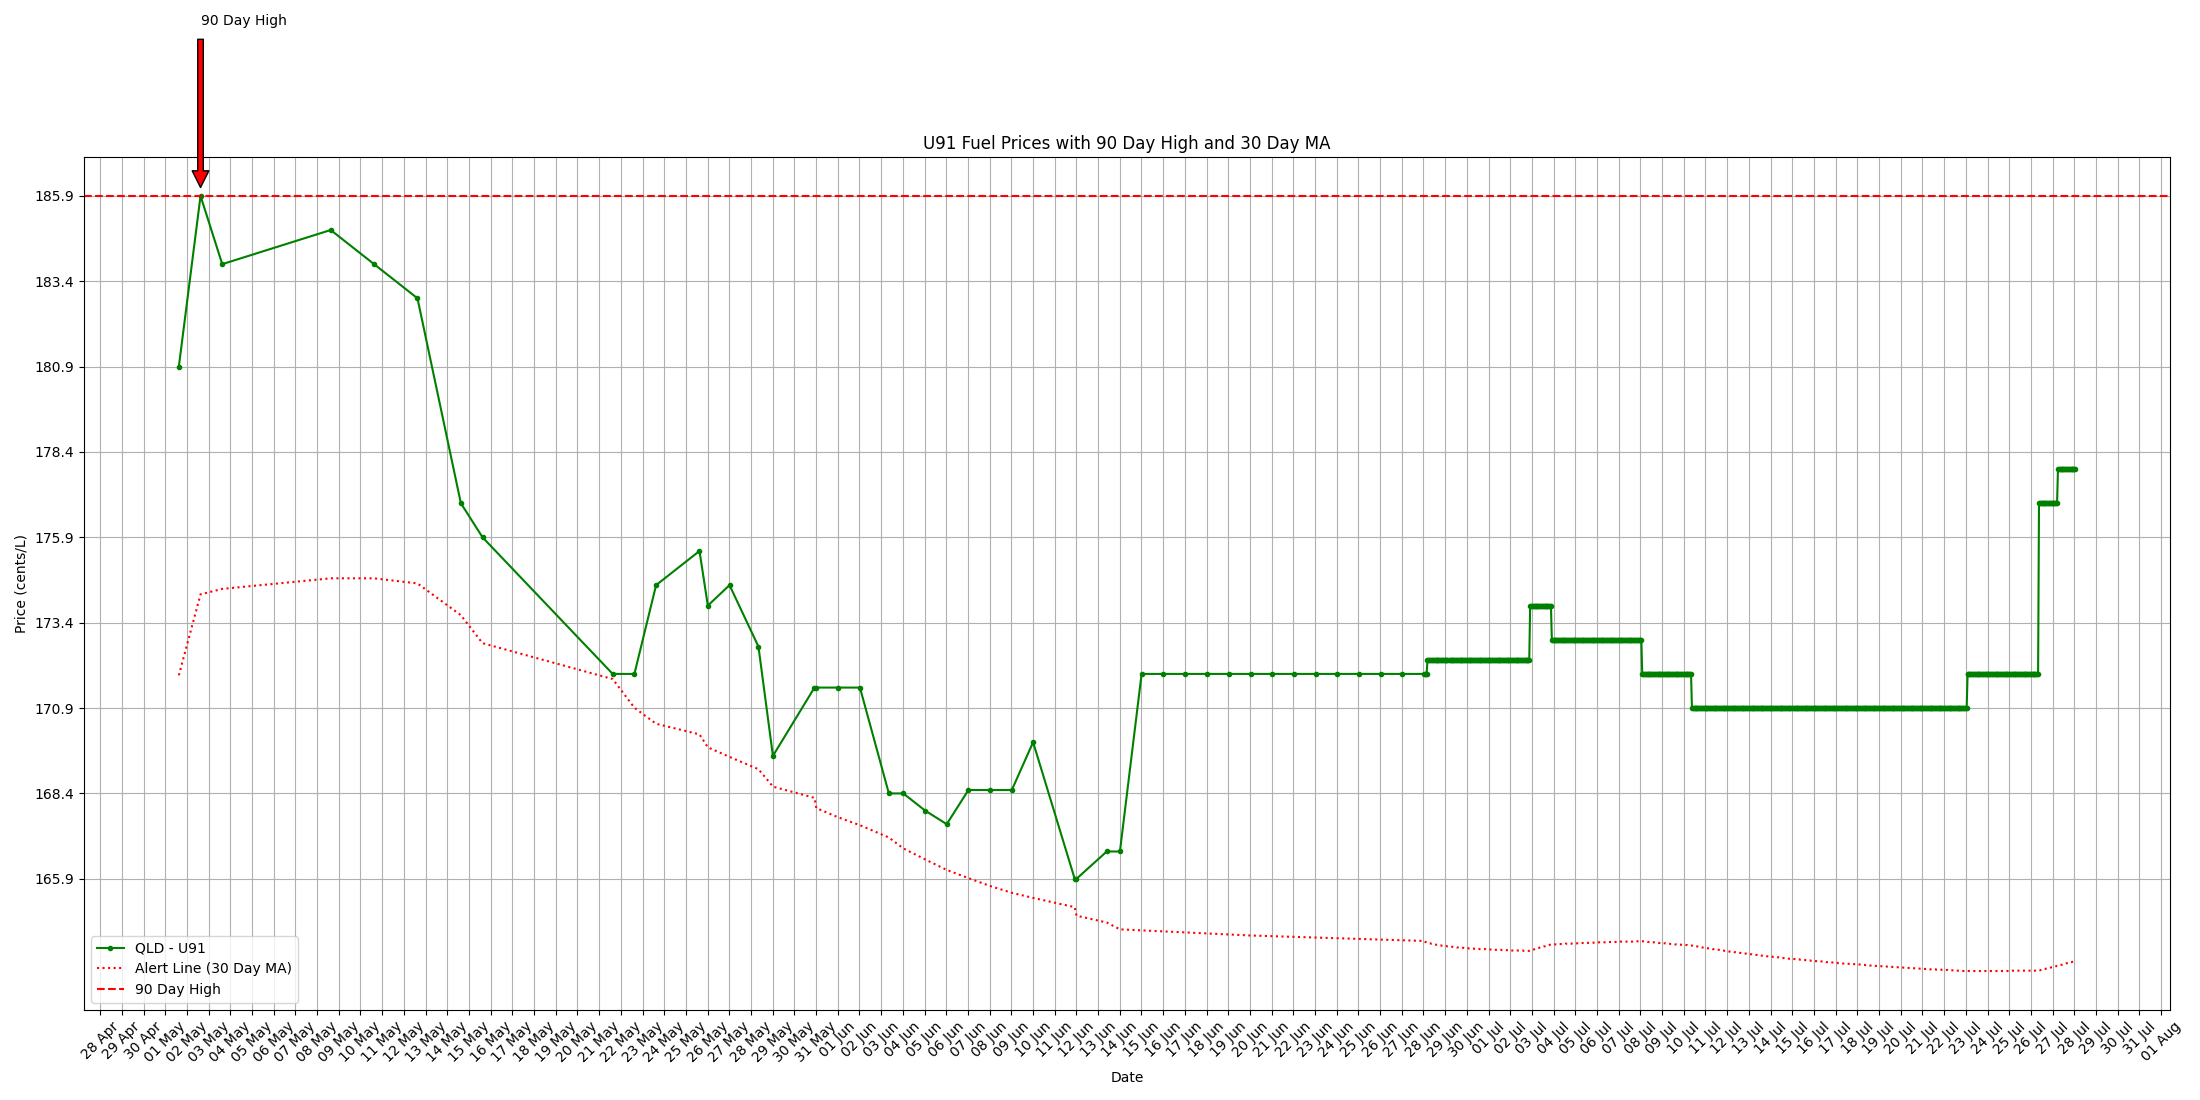 90 Day High
U91 Fuel Prices with 90 Day High and 30 Day MA
185.9
183.4
180.9
178.4
175.9
173.4
170.9
168.4
165.9
Price (cents/L)
QLD - U91
Alert Line (30 Day MA)
90 Day High
28 Apr
29 Apr
30 Apr
01 May
02 May
03 May
04 May
05 May
06 May
07 May
08 May
09 May
10 May
11 May
12 May
13 May
14 May
15 May
16 May
17 May
18 May
19 May
20 May
21 May
22 May
23 May
24 May
25 May
26 May
27 May
28 May
29 May
30 May
31 May
01 Jun
02 Jun
03 Jun
04 Jun
05 Jun
06 Jun
07 Jun
08 Jun
09 Jun
10 Jun
11 Jun
12 Jun
13 Jun
14 Jun
15 Jun
16 Jun
17 Jun
18 Jun
19 Jun
20 Jun
21 Jun
22 Jun
23 Jun
24 Jun
25 Jun
26 Jun
27 Jun
28 Jun
29 Jun
30 Jun
01 Jul
02 Jul
03 Jul
04 Jul
05 Jul
06 Jul
07 Jul
08 Jul
09 Jul
10 Jul
11 Jul
12 Jul
13 Jul
14 Jul
15 Jul
16 Jul
17 Jul
18 Jul
19 Jul
20 Jul
21 Jul
22 Jul
23 Jul
24 Jul
25 Jul
26 Jul
27 Jul
28 Jul
29 Jul
30 Jul
31 Jul
01 Aug
Date